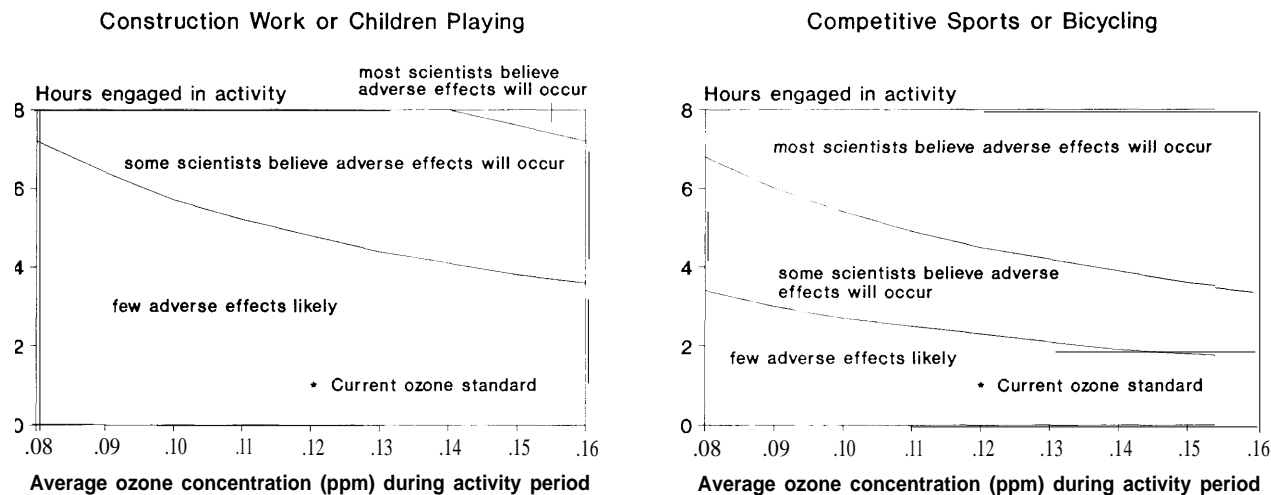 Construction Work or Children Playing
most scientists believe
adverse effects will occur
Hours engaged in activity
8
some scientists believe adverse effects will occur
6
4
few adverse effects likely
2
* Current ozone standard
0
.08 .09 .10 .11 .12 .13 .14 .15 .16
Average ozone concentration (ppm) during activity period
Competitive Sports or Bicycling
Hours engaged in activity
8
most scientists believe adverse effects will occur
6
4
some scientists believe adverse
effects will occur
2
few adverse effects likely
* Current ozone standard
0
.08 .09 .10 .11 .12 .13 .14 .15 .16
Average ozone concentration (ppm) during activity period